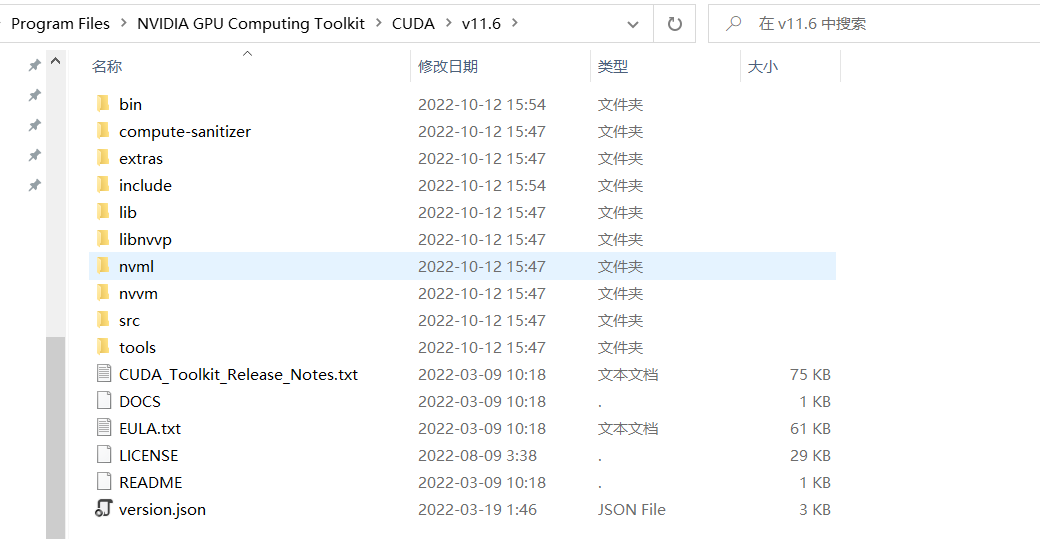 Program Files > NVIDIA GPU Computing Toolkit > CUDA > v11.6 >
在 v11.6 中搜索
名称 修改日期 类型 大小
bin 2022-10-12 15:54 文件夹
compute-sanitizer 2022-10-12 15:47 文件夹
extras 2022-10-12 15:47 文件夹
include 2022-10-12 15:54 文件夹
lib 2022-10-12 15:47 文件夹
libnvvp 2022-10-12 15:47 文件夹
nvml 2022-10-12 15:47 文件夹
nvvm 2022-10-12 15:47 文件夹
src 2022-10-12 15:47 文件夹
tools 2022-10-12 15:47 文件夹
CUDA_Toolkit_Release_Notes.txt 2022-03-09 10:18 文本文档 75 KB
DOCS 2022-03-09 10:18 . 1 KB
EULA.txt 2022-03-09 10:18 文本文档 61 KB
LICENSE 2022-08-09 3:38 . 29 KB
README 2022-03-09 10:18 . 1 KB
version.json 2022-03-19 1:46 JSON File 3 KB